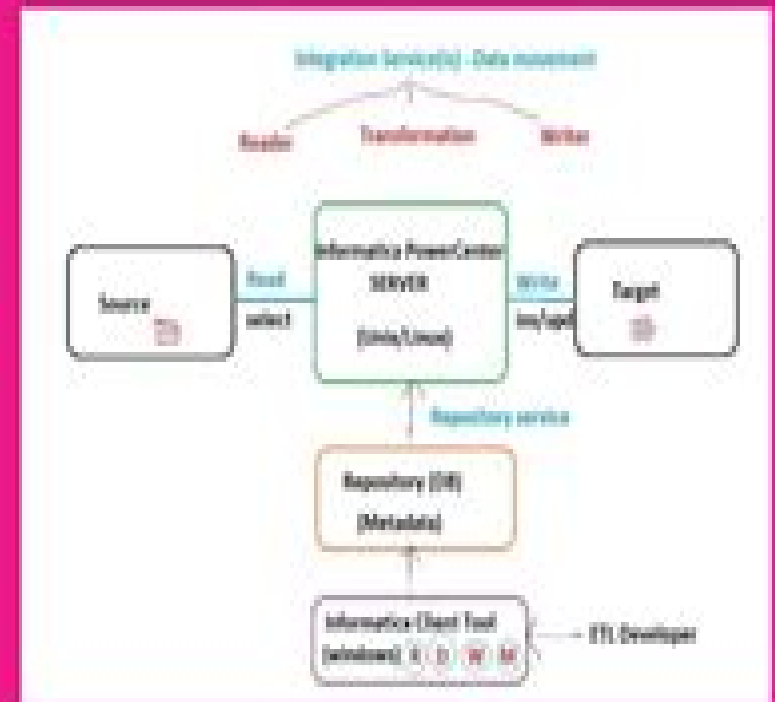 Integration Service(s) - Data movement
Reader
Transformation
Writer
Informatica PowerCenter
SERVER
(Unix/Linux)
Source
Read
select
Write
ins/upd
Target
Repository service
Repository (DB)
(Metadata)
Informatica Client Tool
(windows) R D W M
ETL Developer